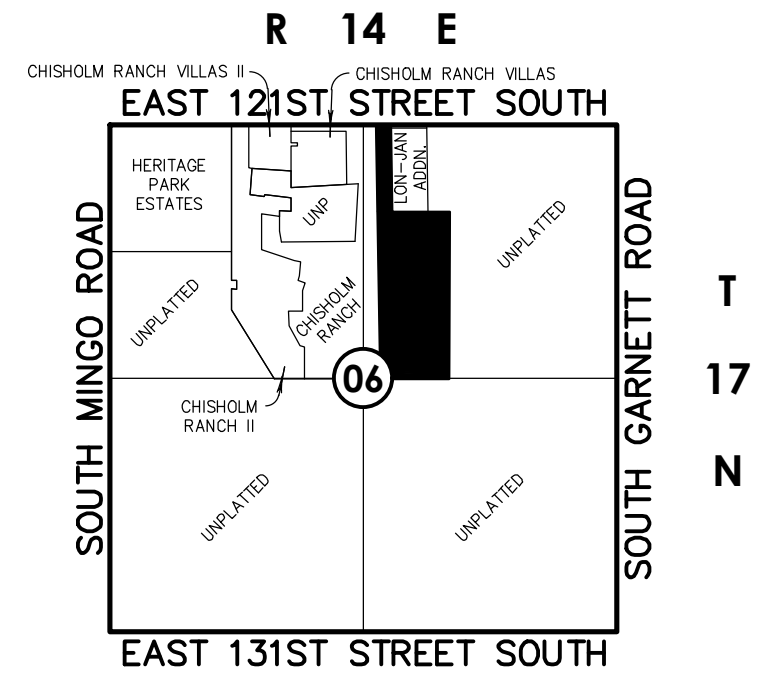 R 14 E
CHISHOLM RANCH VILLAS II
CHISHOLM RANCH VILLAS
EAST 121ST STREET SOUTH
HERITAGE
PARK
ESTATES
LON-JAN
ADDN.
UNP
UNPLATTED
UNPLATTED
CHISHOLM
RANCH
SOUTH MINGO ROAD
SOUTH GARNETT ROAD
T
17
N
06
CHISHOLM
RANCH II
UNPLATTED
UNPLATTED
EAST 131ST STREET SOUTH